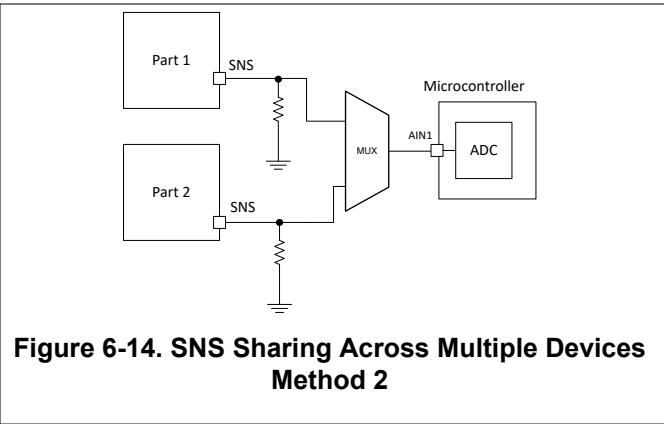 Part 1
SNS
Microcontroller
AIN1
MUX
ADC
Part 2
SNS
Figure 6-14. SNS Sharing Across Multiple Devices
Method 2